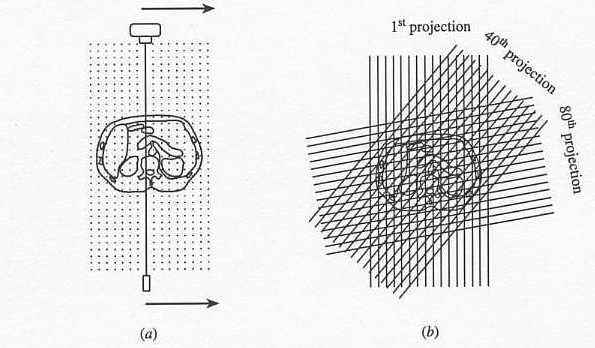 1st projection
40th projection
80th projection
(a)
(b)